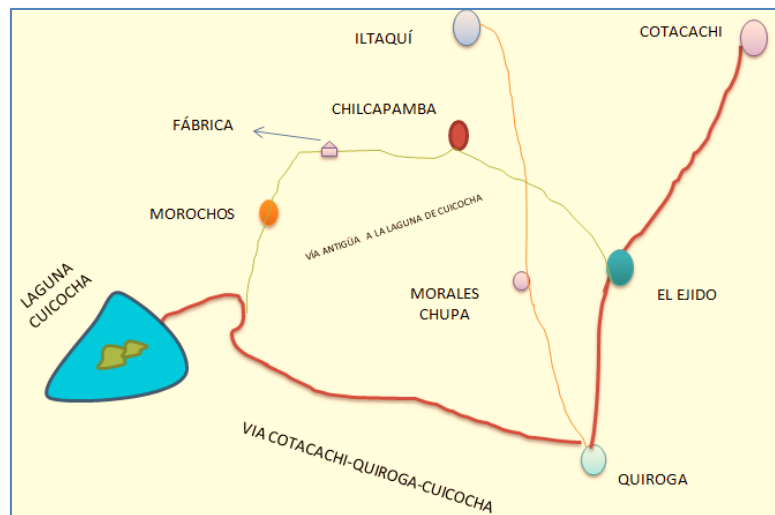 ILTAQUÍ
COTACACHI
CHILCAPAMBA
FÁBRICA
MOROCHOS
VÍA ANTIGÜA A LA LAGUNA DE CUICOCHA
LAGUNA
CUICOCHA
MORALES
CHUPA
EL EJIDO
VIA COTACACHI-QUIROGA-CUICOCHA
QUIROGA